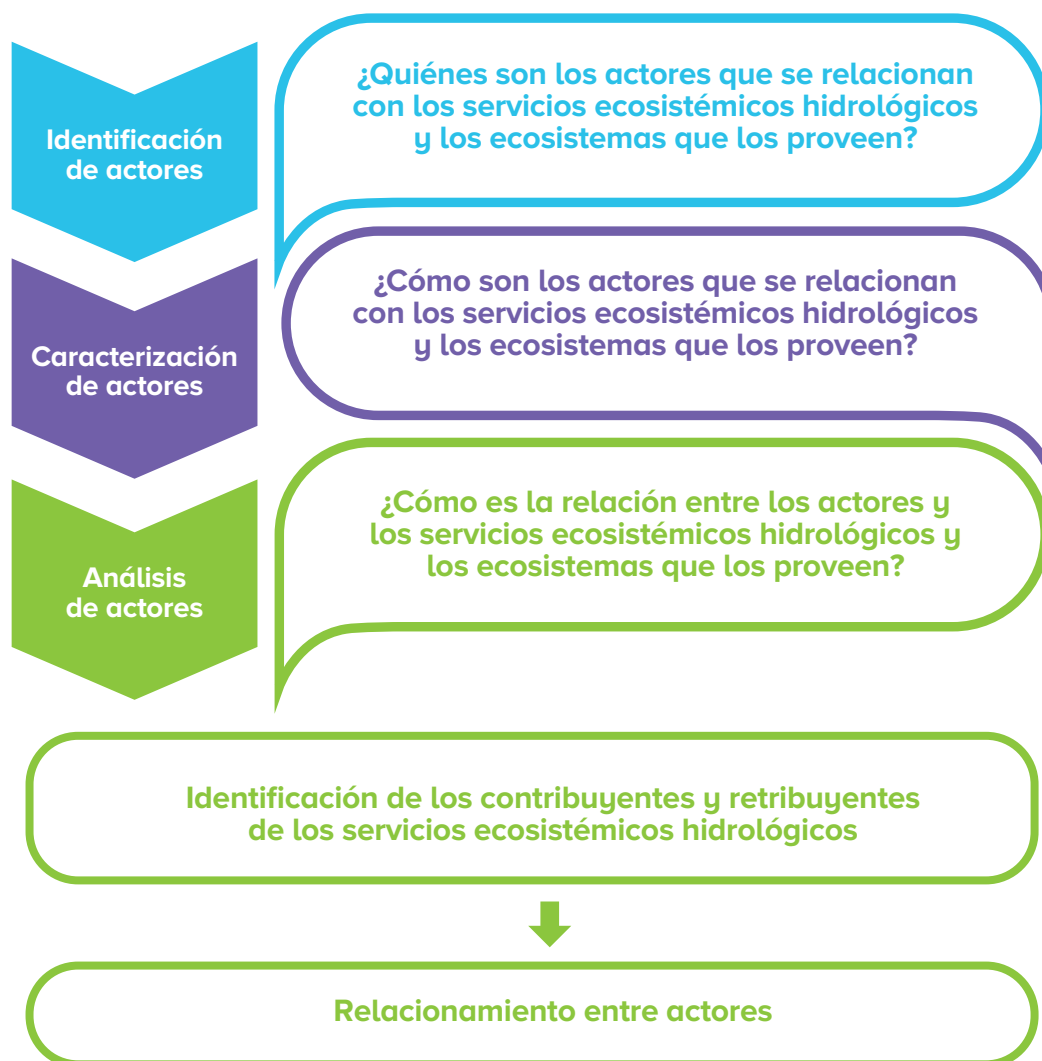 Identificación
de actores
¿Quiénes son los actores que se relacionan
con los servicios ecosistémicos hidrológicos
y los ecosistemas que los proveen?
Caracterización
de actores
¿Cómo son los actores que se relacionan
con los servicios ecosistémicos hidrológicos
y los ecosistemas que los proveen?
Análisis
de actores
¿Cómo es la relación entre los actores y
los servicios ecosistémicos hidrológicos y
los ecosistemas que los proveen?
Identificación de los contribuyentes y retribuyentes
de los servicios ecosistémicos hidrológicos
Relacionamiento entre actores